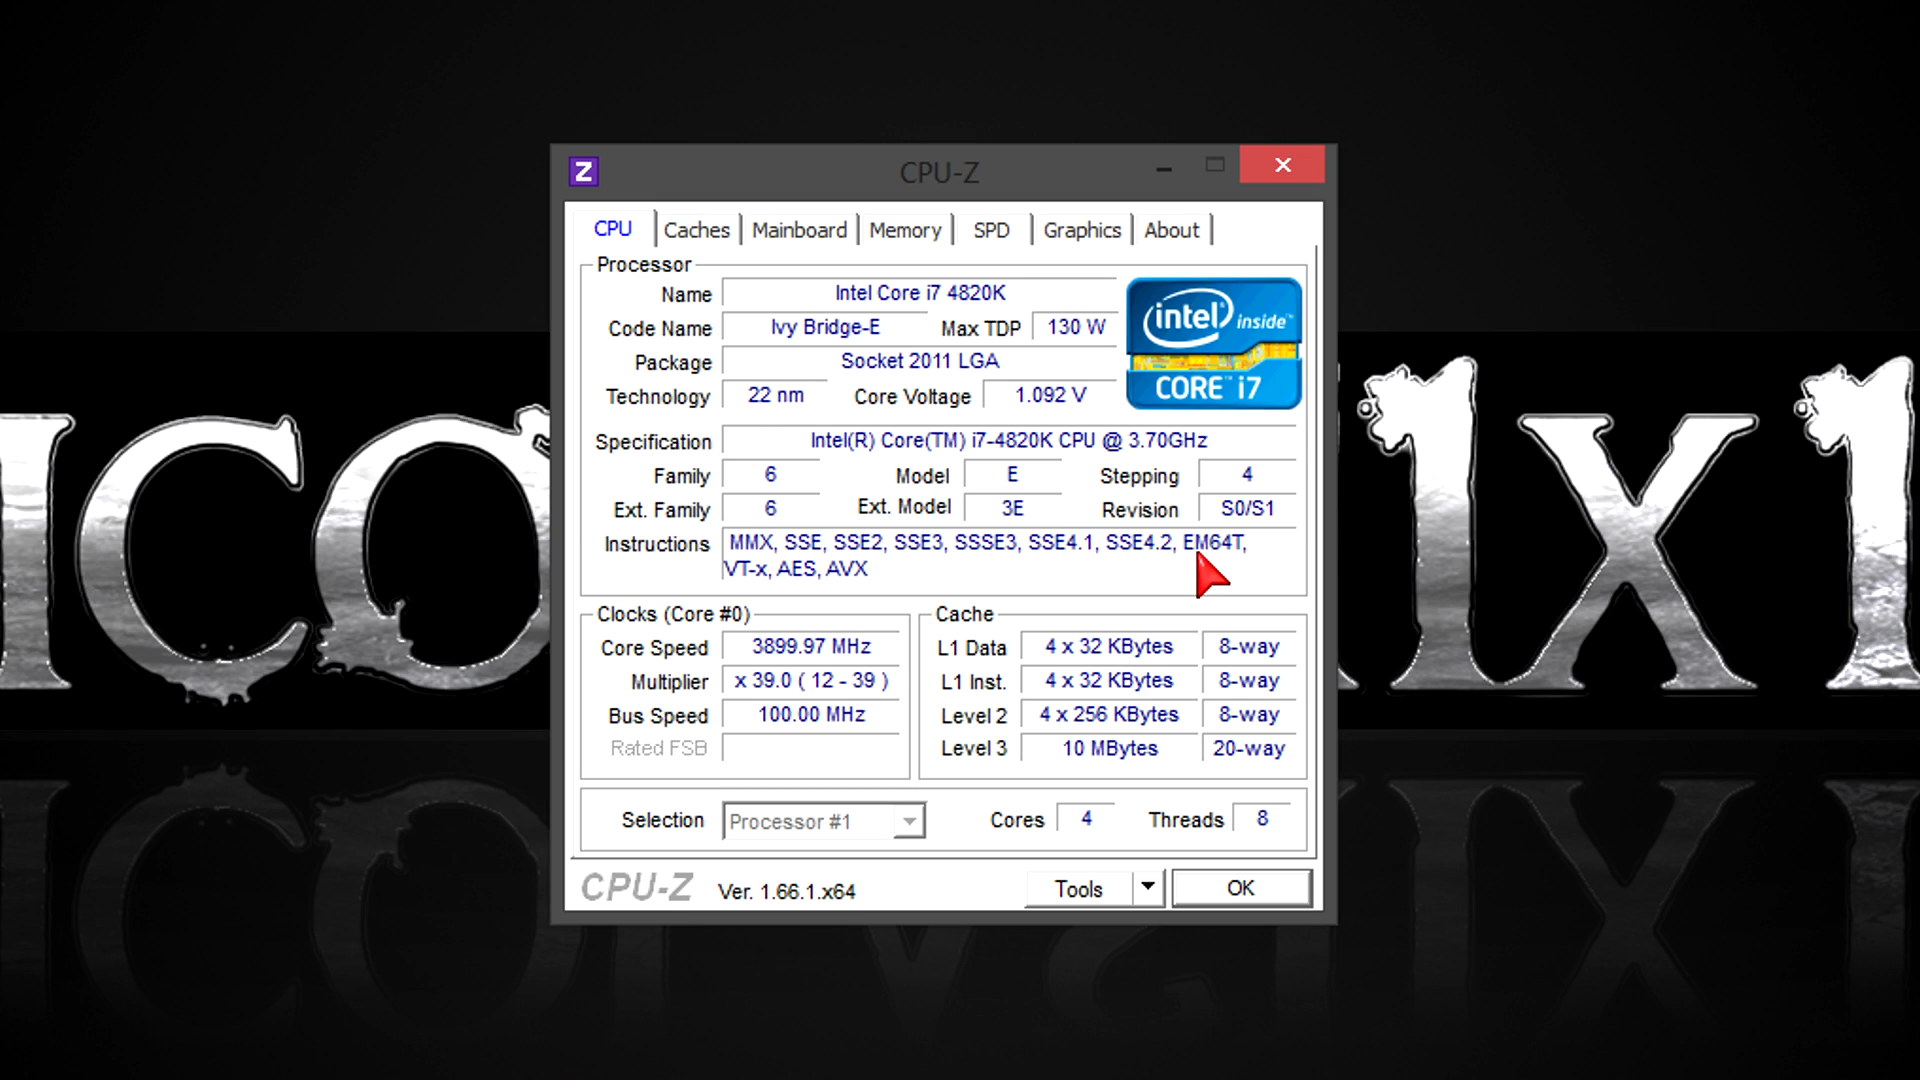 CPU-Z
CPU Caches Mainboard Memory SPD Graphics About
Processor
Name Intel Core i7 4820K
Code Name Ivy Bridge-E Max TDP 130 W
Package Socket 2011 LGA
Technology 22 nm Core Voltage 1.092 V
intel inside™
CORE™ i7
Specification Intel(R) Core(TM) i7-4820K CPU @ 3.70GHz
Family 6 Model E Stepping 4
Ext. Family 6 Ext. Model 3E Revision S0/S1
Instructions MMX, SSE, SSE2, SSE3, SSSE3, SSE4.1, SSE4.2, EM64T,
VT-x, AES, AVX
Clocks (Core #0)
Core Speed 3899.97 MHz
Multiplier x 39.0 ( 12 - 39 )
Bus Speed 100.00 MHz
Rated FSB
Cache
L1 Data 4 x 32 KBytes 8-way
L1 Inst. 4 x 32 KBytes 8-way
Level 2 4 x 256 KBytes 8-way
Level 3 10 MBytes 20-way
Selection Processor #1 Cores 4 Threads 8
CPU-Z Ver. 1.66.1.x64 Tools OK